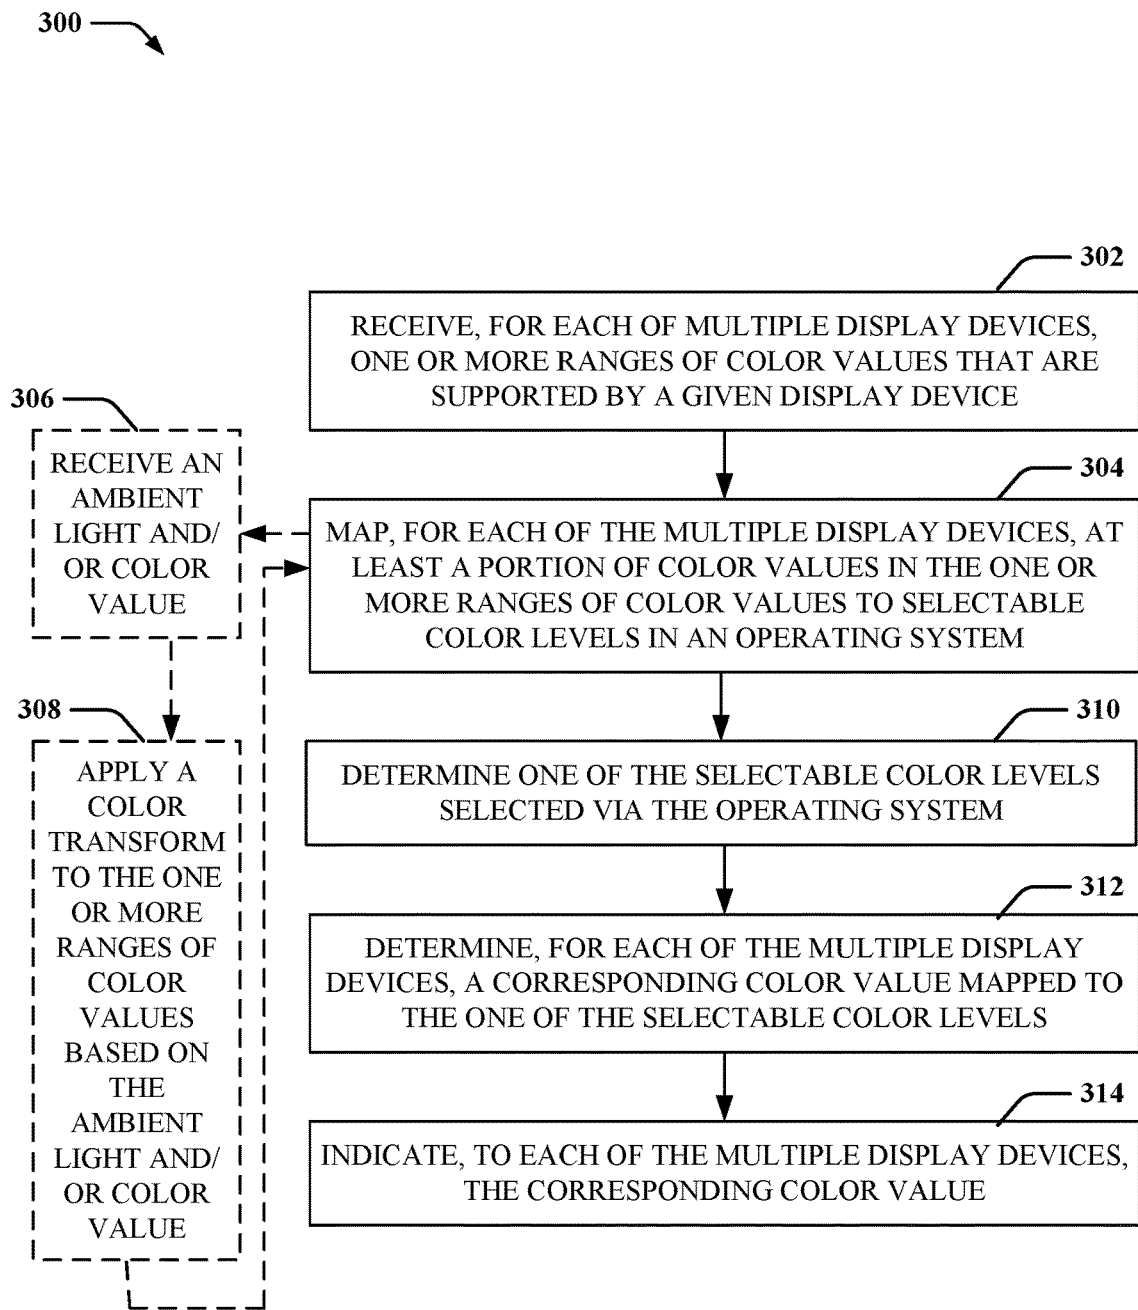 300
302
RECEIVE, FOR EACH OF MULTIPLE DISPLAY DEVICES,
ONE OR MORE RANGES OF COLOR VALUES THAT ARE
SUPPORTED BY A GIVEN DISPLAY DEVICE
304
MAP, FOR EACH OF THE MULTIPLE DISPLAY DEVICES, AT
LEAST A PORTION OF COLOR VALUES IN THE ONE OR
MORE RANGES OF COLOR VALUES TO SELECTABLE
COLOR LEVELS IN AN OPERATING SYSTEM
306
RECEIVE AN
AMBIENT
LIGHT AND/
OR COLOR
VALUE
308
APPLY A
COLOR
TRANSFORM
TO THE ONE
OR MORE
RANGES OF
COLOR
VALUES
BASED ON
THE
AMBIENT
LIGHT AND/
OR COLOR
VALUE
310
DETERMINE ONE OF THE SELECTABLE COLOR LEVELS
SELECTED VIA THE OPERATING SYSTEM
312
DETERMINE, FOR EACH OF THE MULTIPLE DISPLAY
DEVICES, A CORRESPONDING COLOR VALUE MAPPED TO
THE ONE OF THE SELECTABLE COLOR LEVELS
314
INDICATE, TO EACH OF THE MULTIPLE DISPLAY DEVICES,
THE CORRESPONDING COLOR VALUE